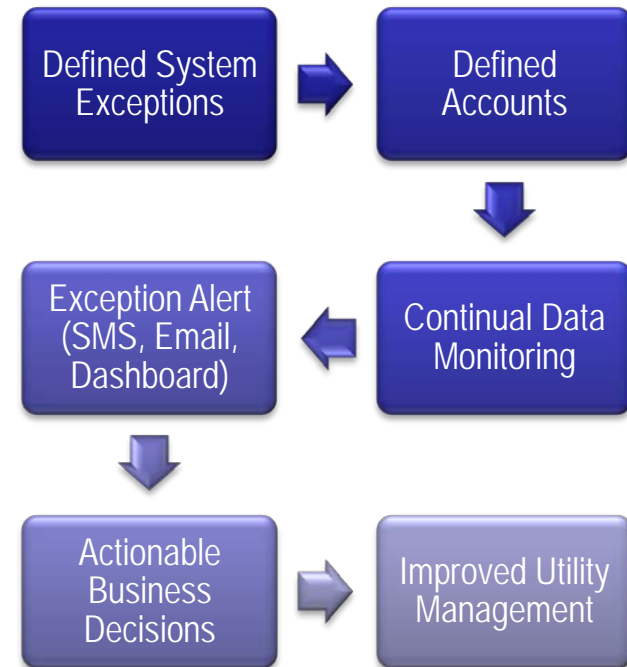 Defined System
Exceptions
Defined
Accounts
Continual Data
Monitoring
Exception Alert
(SMS, Email,
Dashboard)
Actionable
Business
Decisions
Improved Utility
Management